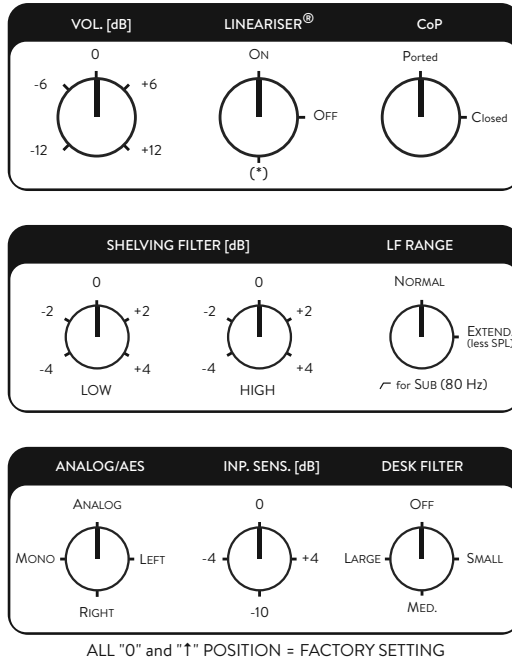 VOL. [dB] LINEARISER® CoP
0 ON Ported
-6 +6 OFF Closed
-12 +12 (*)
SHELVING FILTER [dB] LF RANGE
0 0 NORMAL
-2 +2 -2 +2 EXTEND.
(less SPL)
-4 +4 -4 +4
LOW HIGH for SUB (80 Hz)
ANALOG/AES INP. SENS. [dB] DESK FILTER
ANALOG 0 OFF
MONO LEFT -4 +4 LARGE SMALL
RIGHT -10 MED.
ALL "0" and "↑" POSITION = FACTORY SETTING